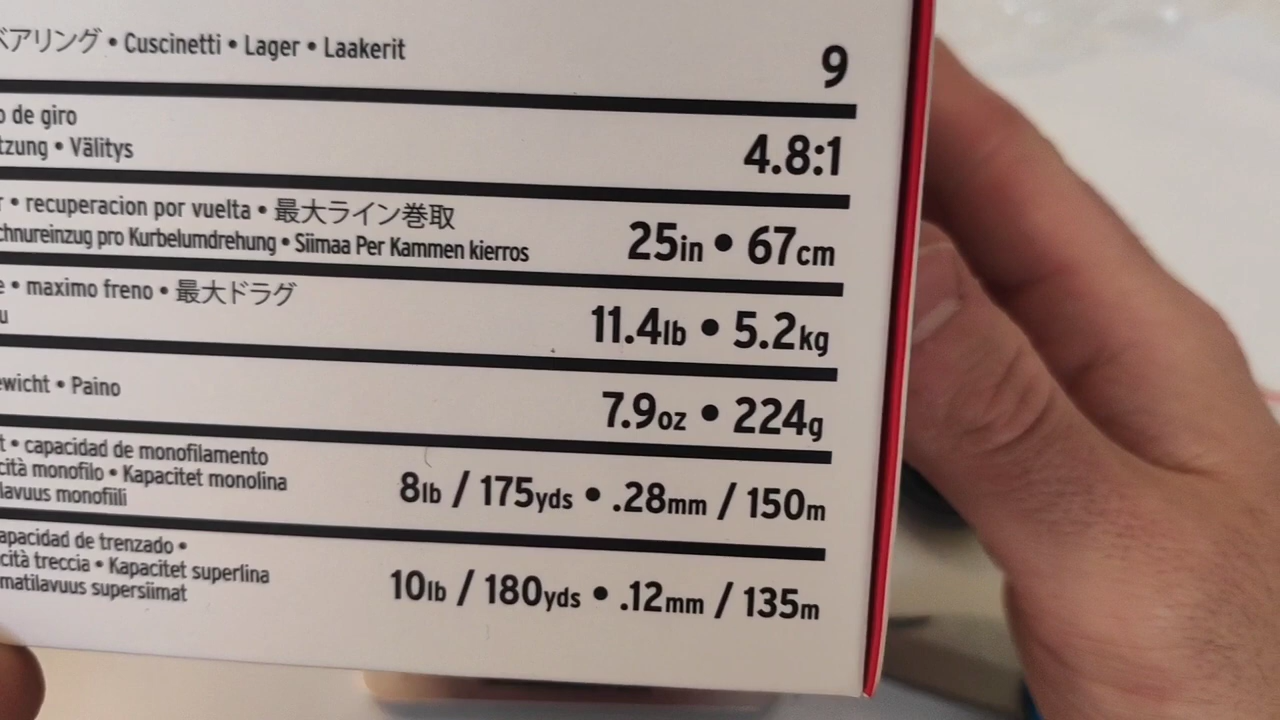 ベアリング • Cuscinetti • Lager • Laakerit 9
o de giro
tzung • Välitys 4.8:1
r • recuperacion por vuelta • 最大ライン巻取
chnureinzug pro Kurbelumdrehung • Siimaa Per Kammen kierros 25in • 67cm
e • maximo freno • 最大ドラグ
u 11.4lb • 5.2kg
ewicht • Paino 7.9oz • 224g
t • capacidad de monofilamento
cità monofilo • Kapacitet monolina 8lb / 175yds • .28mm / 150m
lavuus monofiili
apacidad de trenzado •
cità treccia • Kapacitet superlina 10lb / 180yds • .12mm / 135m
matilavuus supersiimat